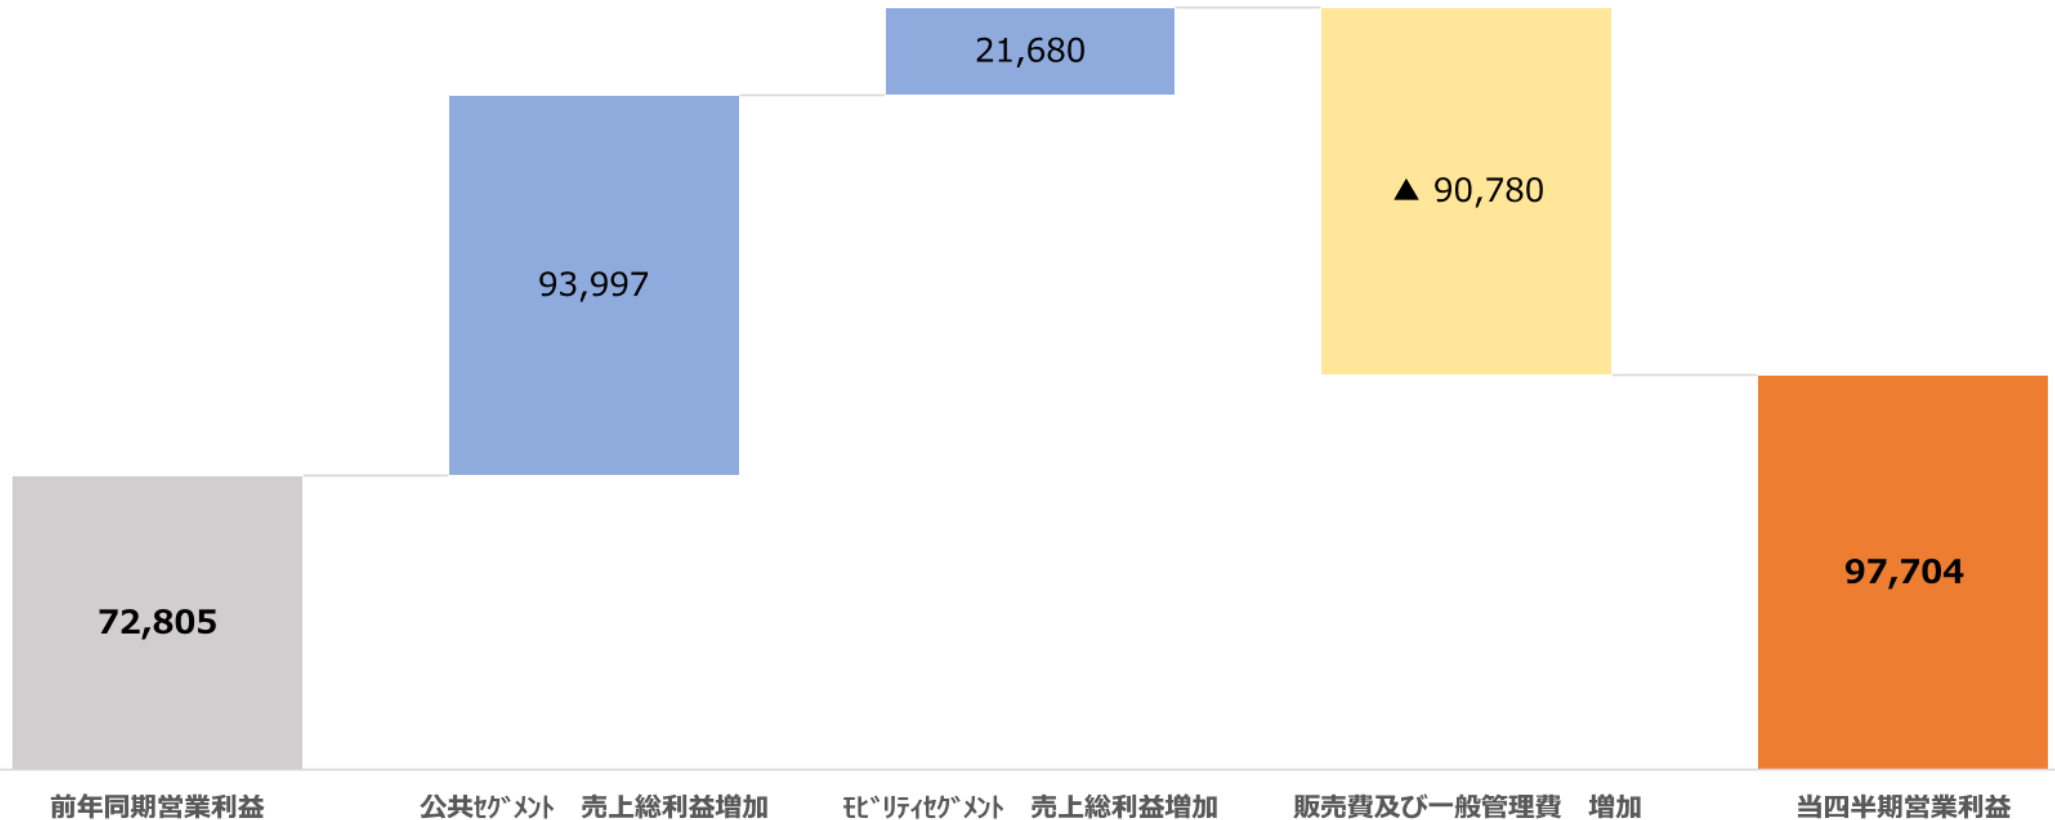 21,680
▲ 90,780
93,997
97,704
72,805
前年同期営業利益
公共ｾｸﾞﾒﾝﾄ　売上総利益増加
ﾓﾋﾞﾘﾃｨｾｸﾞﾒﾝﾄ　売上総利益増加
販売費及び一般管理費　増加
当四半期営業利益